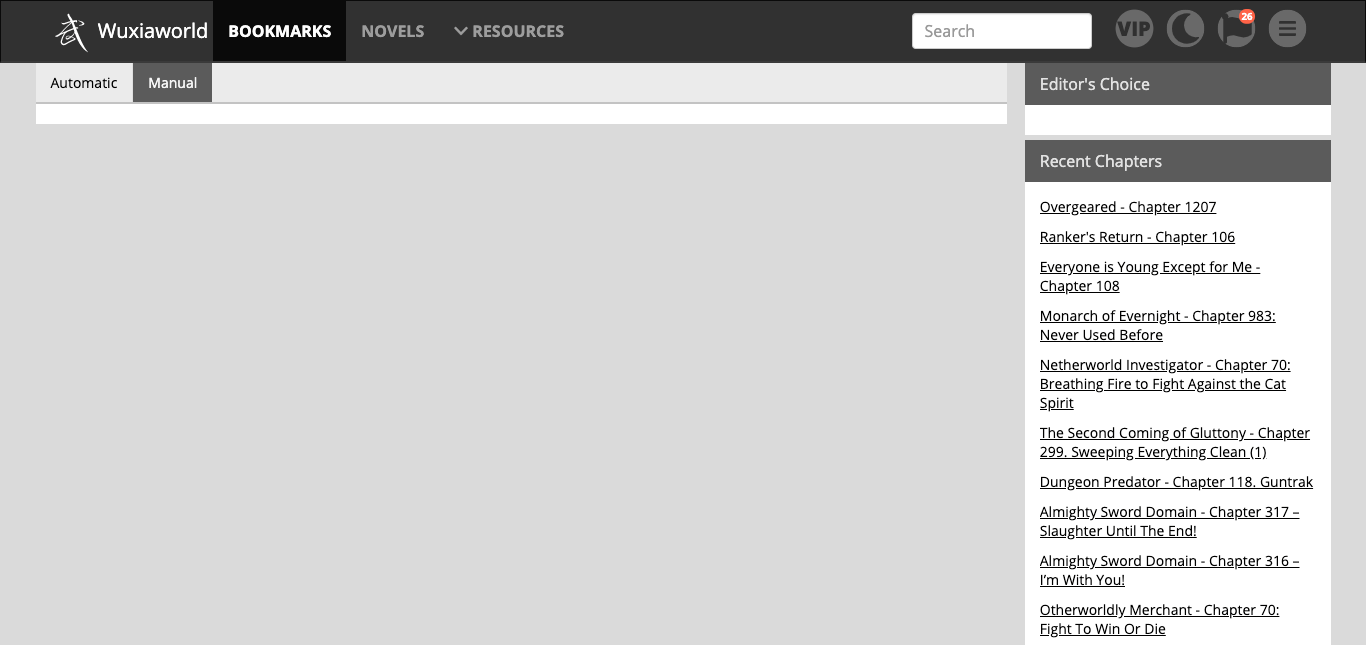 Wuxiaworld
BOOKMARKS
NOVELS
RESOURCES
Search
VIP
26
Automatic
Manual
Editor's Choice
Recent Chapters
Overgeared - Chapter 1207
Ranker's Return - Chapter 106
Everyone is Young Except for Me -
Chapter 108
Monarch of Evernight - Chapter 983:
Never Used Before
Netherworld Investigator - Chapter 70:
Breathing Fire to Fight Against the Cat
Spirit
The Second Coming of Gluttony - Chapter
299. Sweeping Everything Clean (1)
Dungeon Predator - Chapter 118. Guntrak
Almighty Sword Domain - Chapter 317 –
Slaughter Until The End!
Almighty Sword Domain - Chapter 316 –
I’m With You!
Otherworldly Merchant - Chapter 70:
Fight To Win Or Die